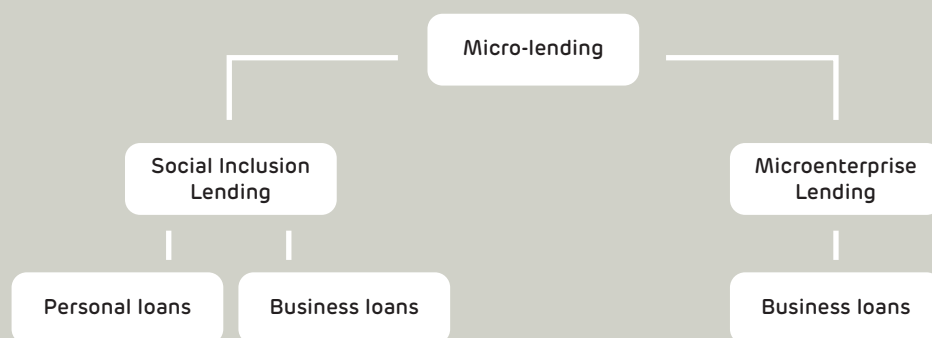 Micro-lending
Social Inclusion
Lending
Microenterprise
Lending
Personal loans
Business loans
Business loans